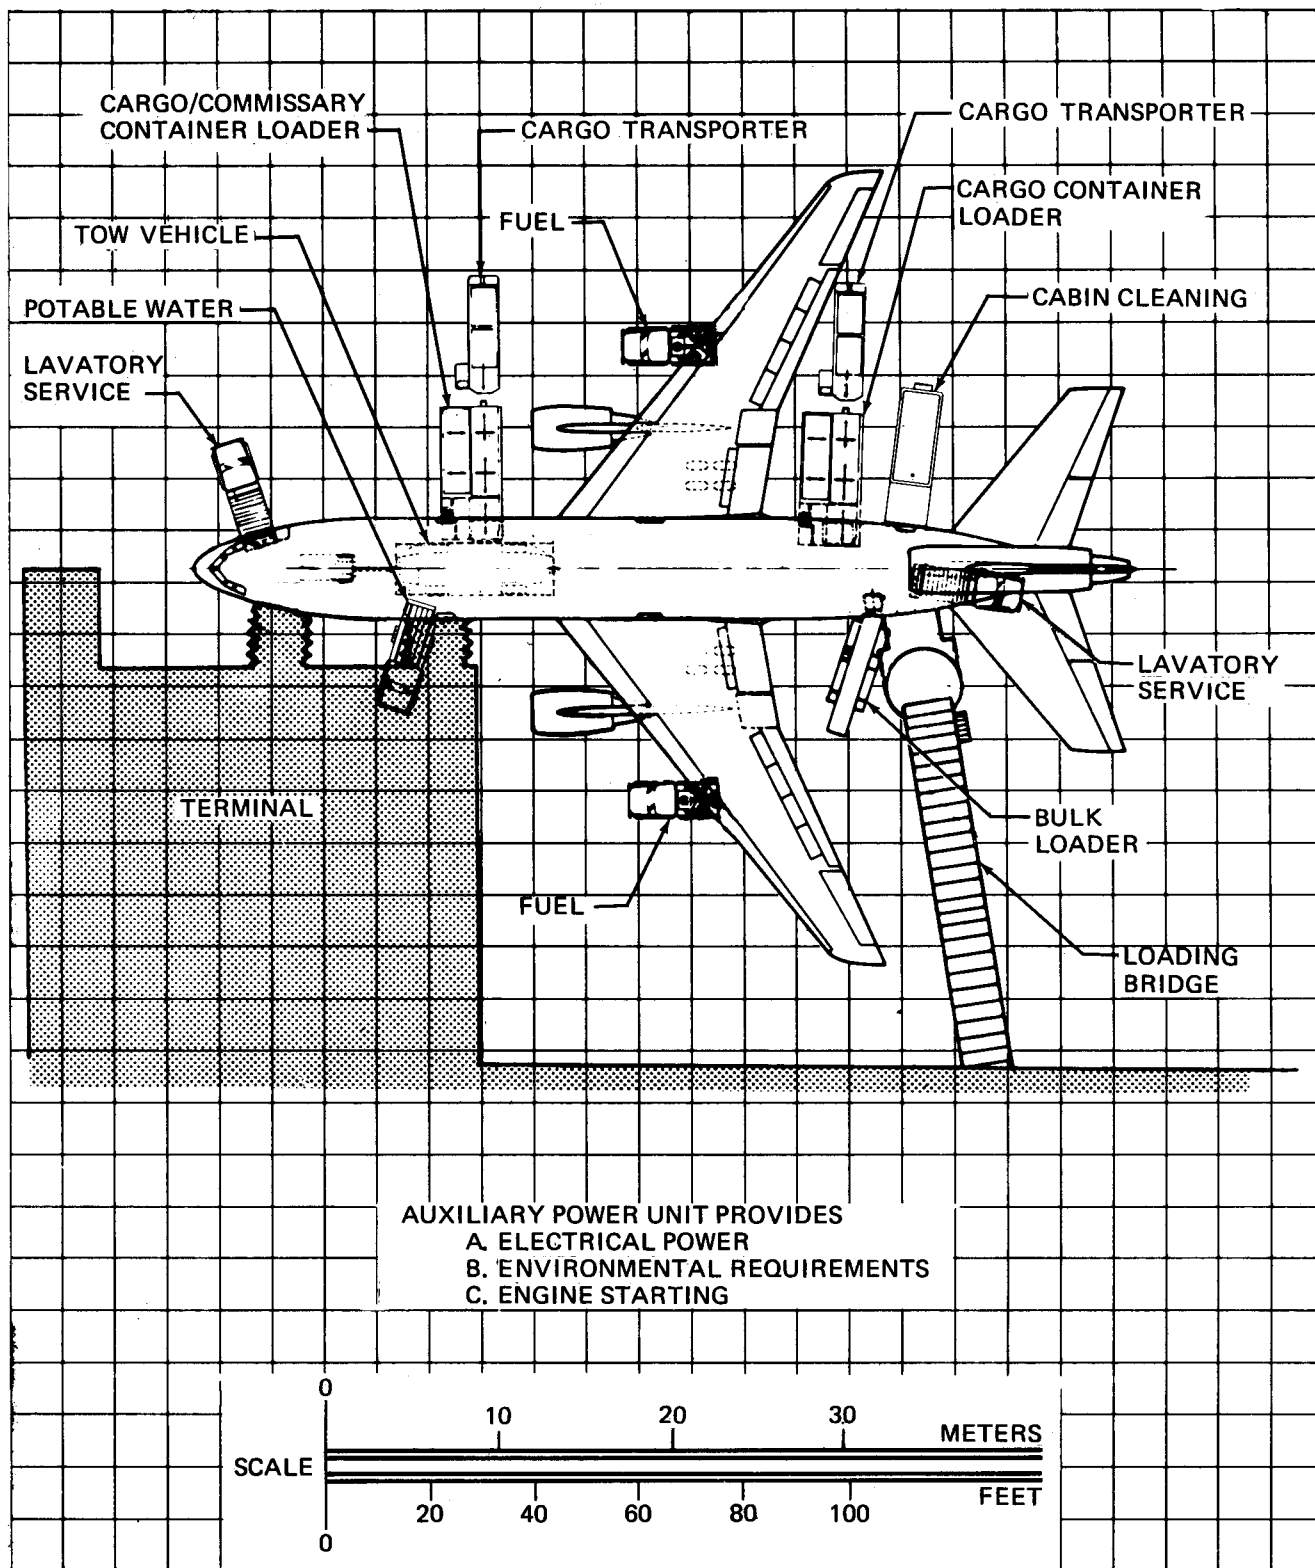 CARGO/COMMISSARY
CONTAINER LOADER
CARGO TRANSPORTER
CARGO TRANSPORTER
CARGO CONTAINER
LOADER
FUEL
TOW VEHICLE
CABIN CLEANING
POTABLE WATER
LAVATORY
SERVICE
LAVATORY
SERVICE
TERMINAL
BULK
LOADER
FUEL
LOADING
BRIDGE
AUXILIARY POWER UNIT PROVIDES
A. ELECTRICAL POWER
B. ENVIRONMENTAL REQUIREMENTS
C. ENGINE STARTING
0
10 20 30 METERS
SCALE
FEET
20 40 60 80 100
0